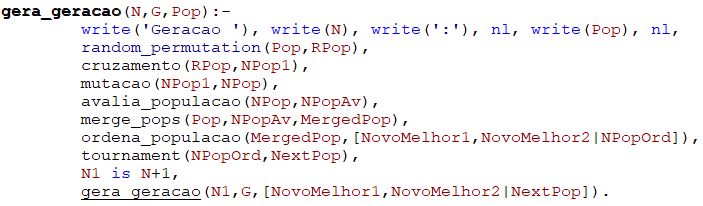 gera_geracao(N,G,Pop):-
write('Geracao '), write(N), write(':'), nl, write(Pop), nl,
random_permutation(Pop,RPop),
cruzamento(RPop,NPop1),
mutacao(NPop1,NPop),
avalia_populacao(NPop,NPopAv),
merge_pops(Pop,NPopAv,MergedPop),
ordena_populacao(MergedPop,[NovoMelhor1,NovoMelhor2|NPopOrd]),
tournament(NPopOrd,NextPop),
N1 is N+1,
gera_geracao(N1,G,[NovoMelhor1,NovoMelhor2|NextPop]).